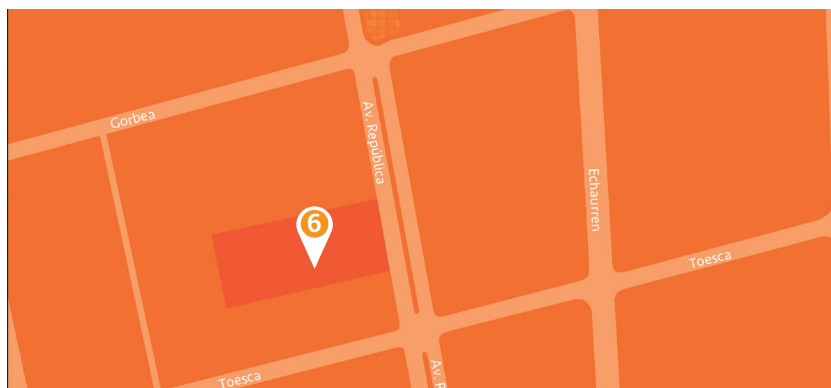 Gorbea
Av. República
Echaurren
6
Toesca
Toesca
Av. R